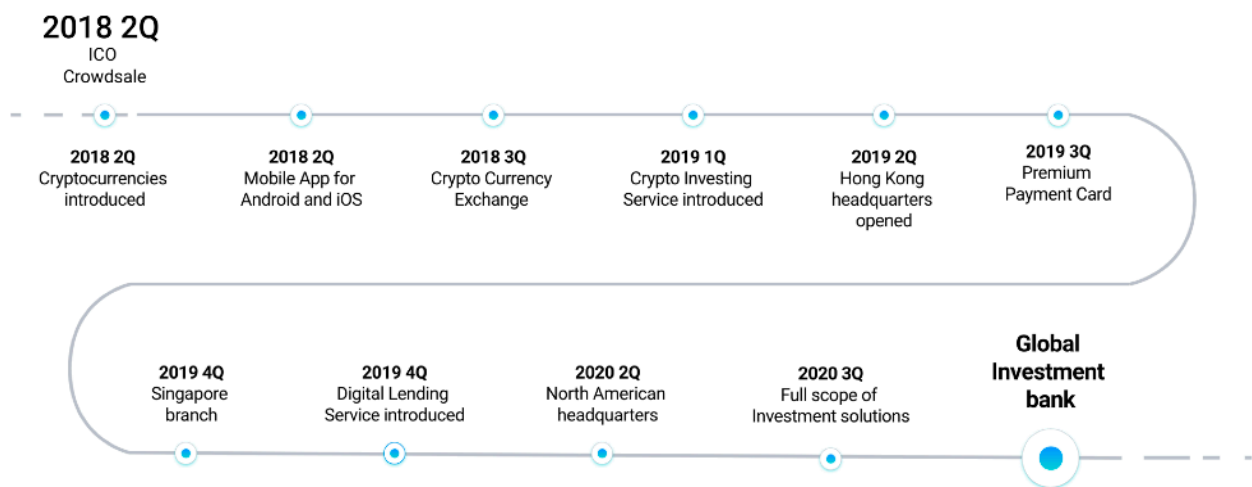 2018 2Q
ICO
Crowdsale
2018 2Q
Cryptocurrencies
introduced
2018 2Q
Mobile App for
Android and iOS
2018 3Q
Crypto Currency
Exchange
2019 1Q
Crypto Investing
Service introduced
2019 2Q
Hong Kong
headquarters
opened
2019 3Q
Premium
Payment Card
2019 4Q
Singapore
branch
2019 4Q
Digital Lending
Service introduced
2020 2Q
North American
headquarters
2020 3Q
Full scope of
Investment solutions
Global
Investment
bank